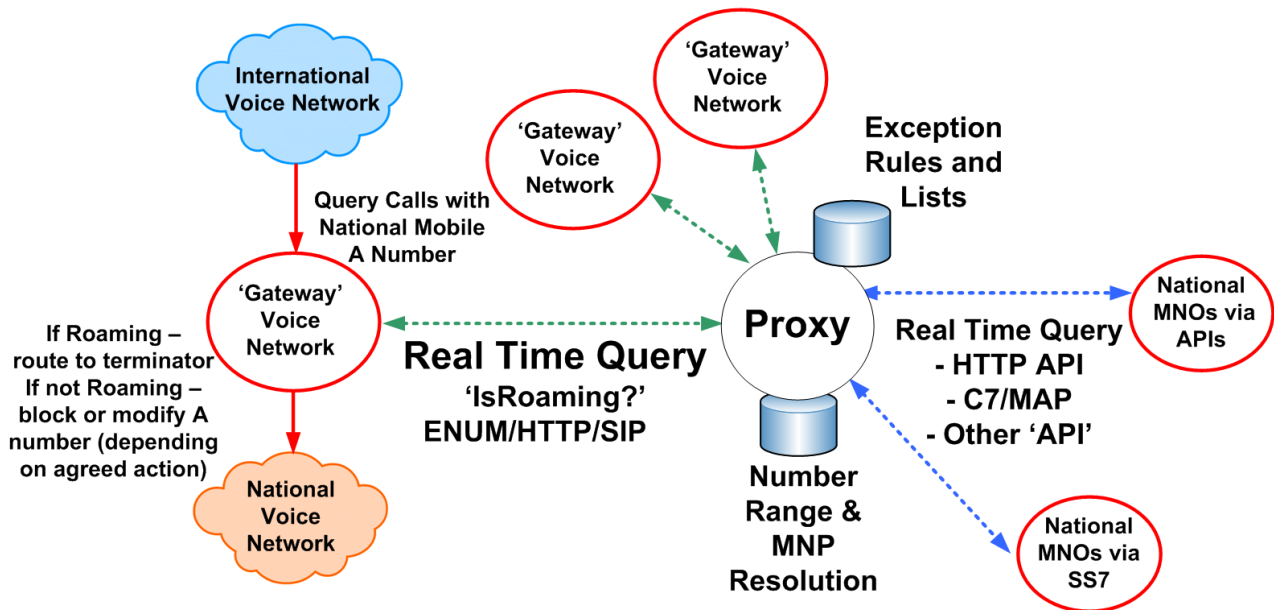 International
Voice Network
Query Calls with
National Mobile
A Number
‘Gateway’
Voice
Network
If Roaming –
route to terminator
If not Roaming –
block or modify A
number (depending
on agreed action)
National
Voice
Network
‘Gateway’
Voice
Network
‘Gateway’
Voice
Network
Real Time Query
‘IsRoaming?’
ENUM/HTTP/SIP
Exception
Rules and
Lists
Proxy
Number
Range &
MNP
Resolution
Real Time Query
- HTTP API
- C7/MAP
- Other ‘API’
National
MNOs via
APIs
National
MNOs via
SS7